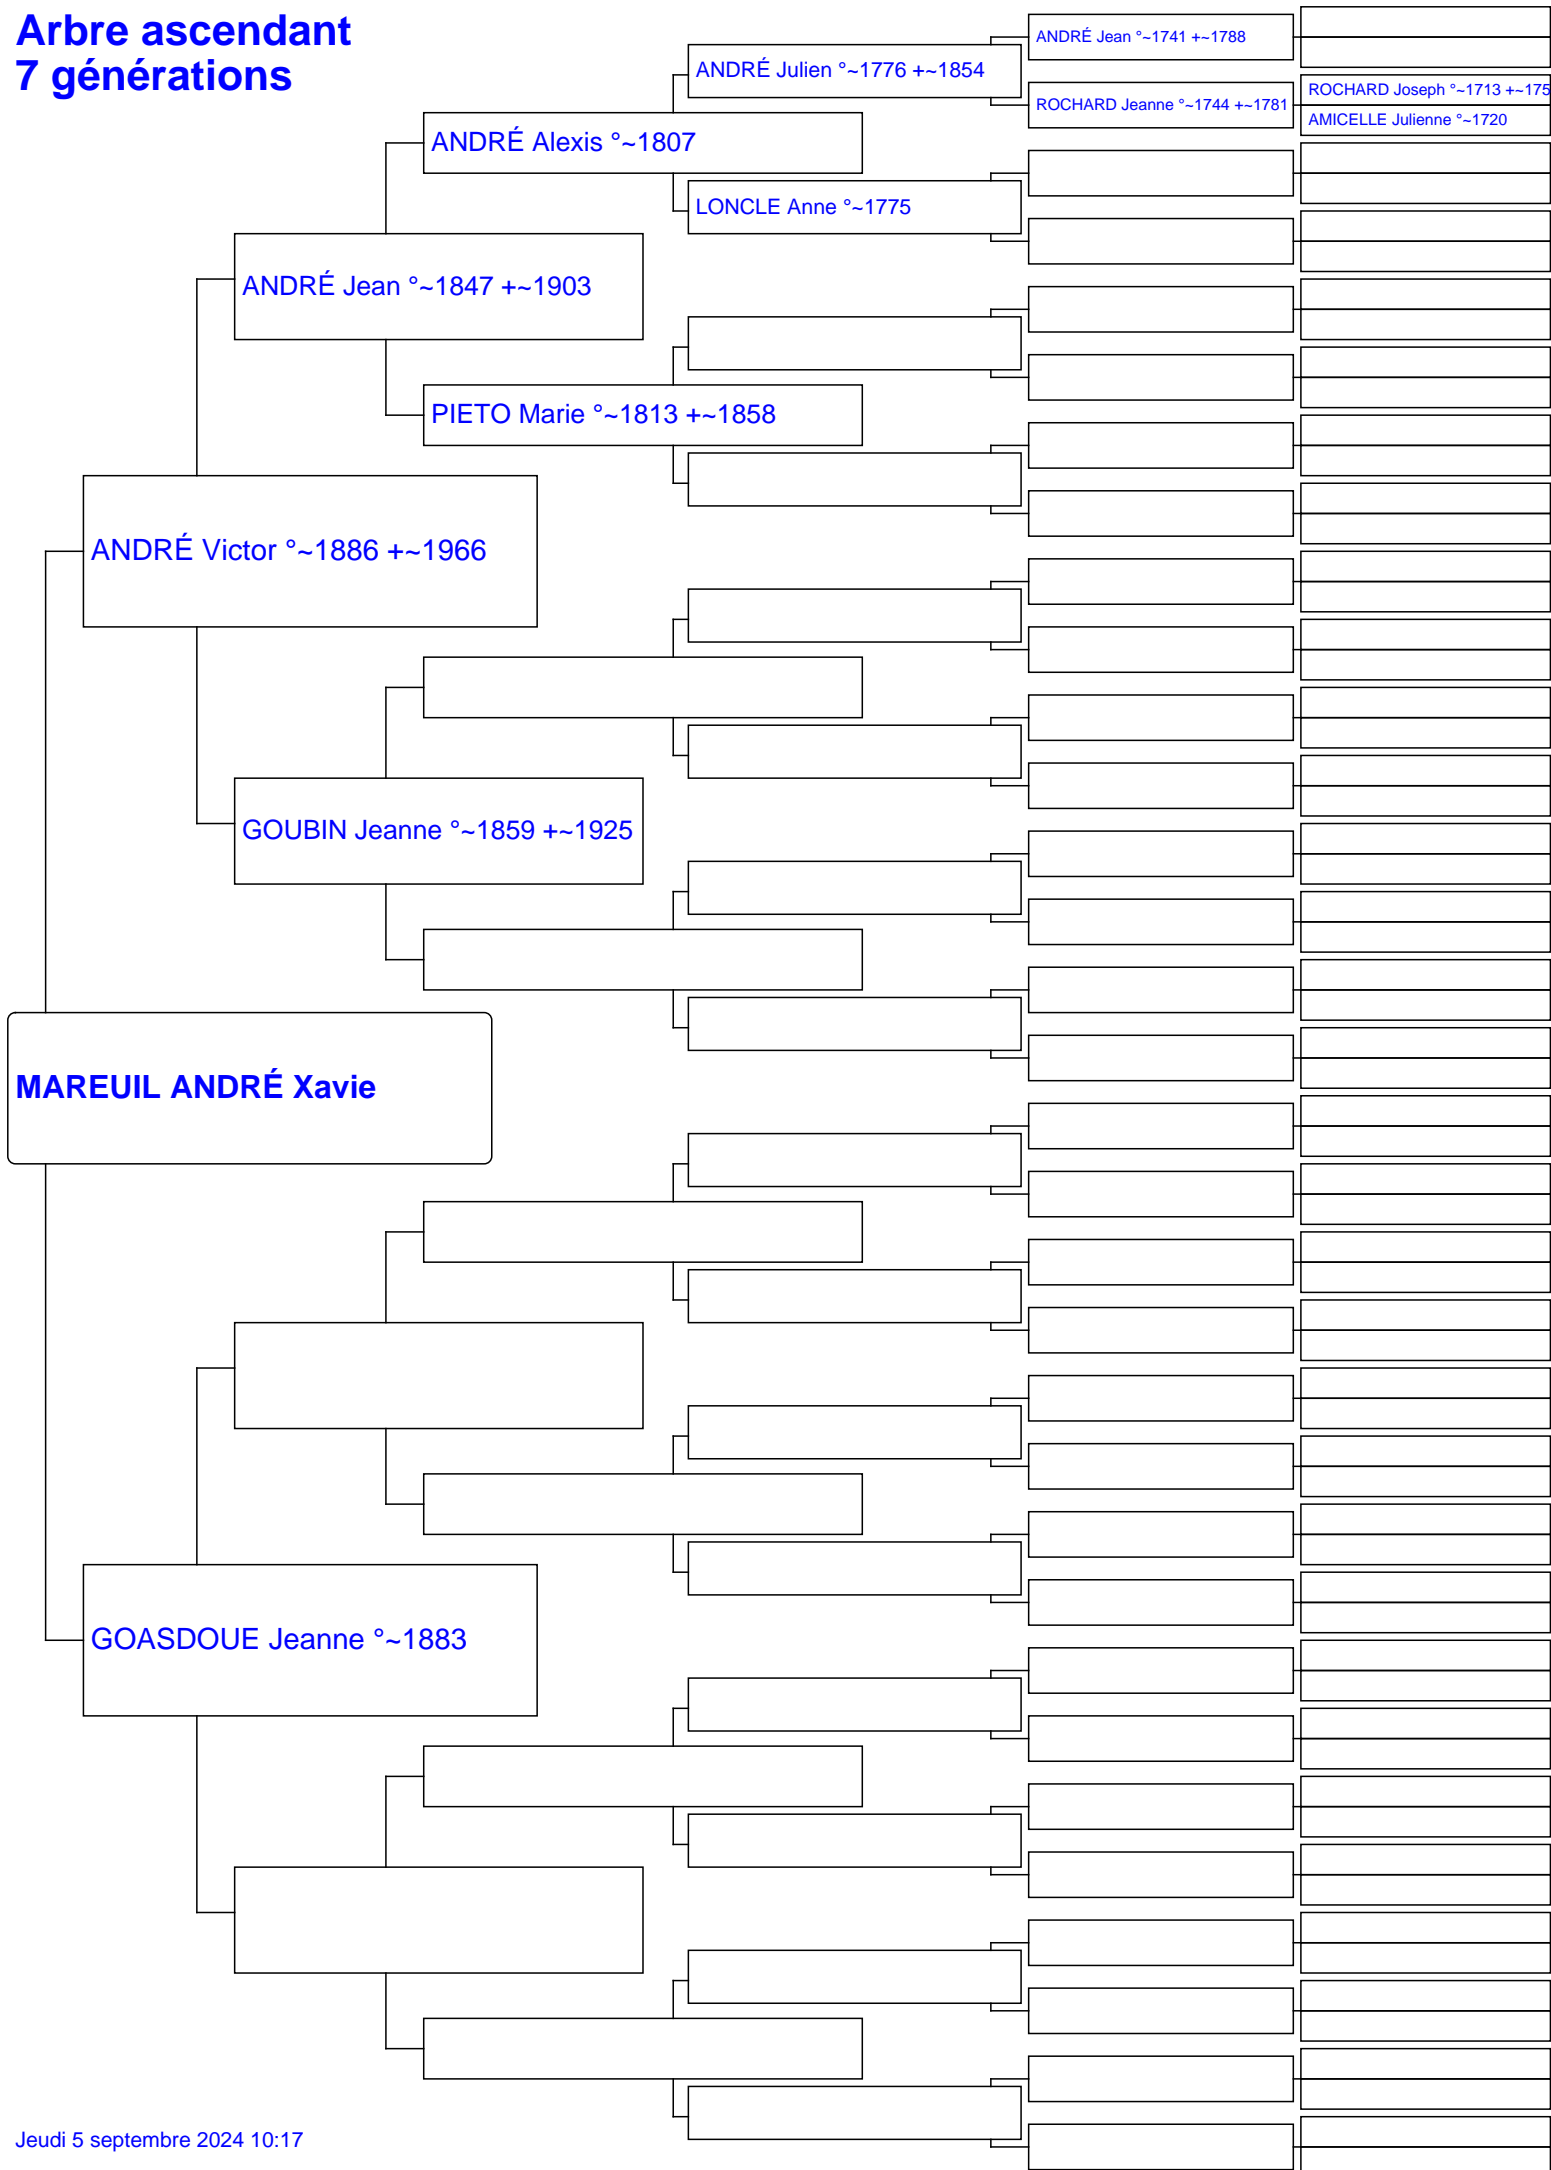 Arbre ascendant
7 générations
ANDRÉ Jean °~1741 +~1788
ANDRÉ Julien °~1776 +~1854
ROCHARD Joseph °~1713 +~175
ROCHARD Jeanne °~1744 +~1781
AMICELLE Julienne °~1720
ANDRÉ Alexis °~1807
LONCLE Anne °~1775
ANDRÉ Jean °~1847 +~1903
PIETO Marie °~1813 +~1858
ANDRÉ Victor °~1886 +~1966
GOUBIN Jeanne °~1859 +~1925
MAREUIL ANDRÉ Xavie
GOASDOUE Jeanne °~1883
Jeudi 5 septembre 2024 10:17